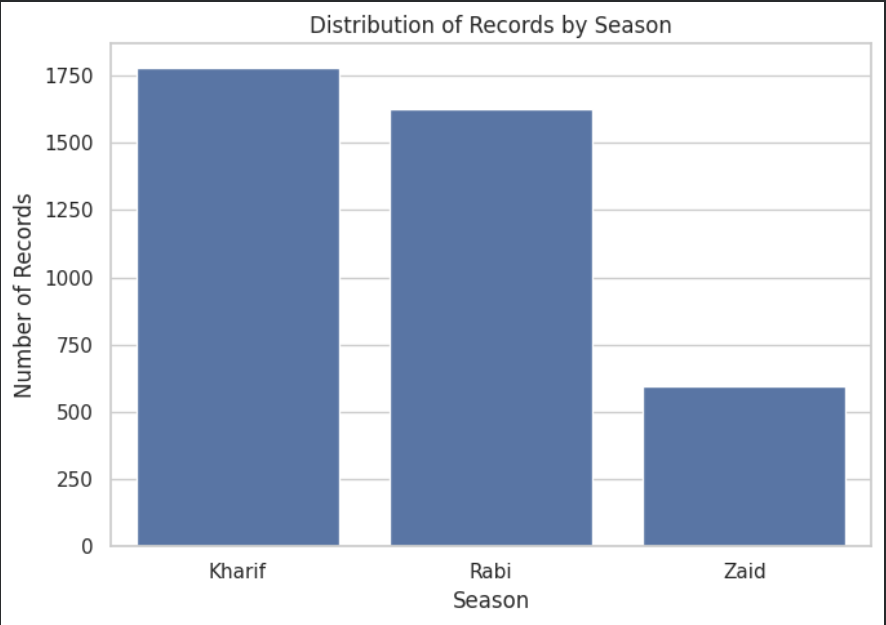 Distribution of Records by Season
Number of Records
1750
1500
1250
1000
750
500
250
0
Kharif Rabi Zaid
Season